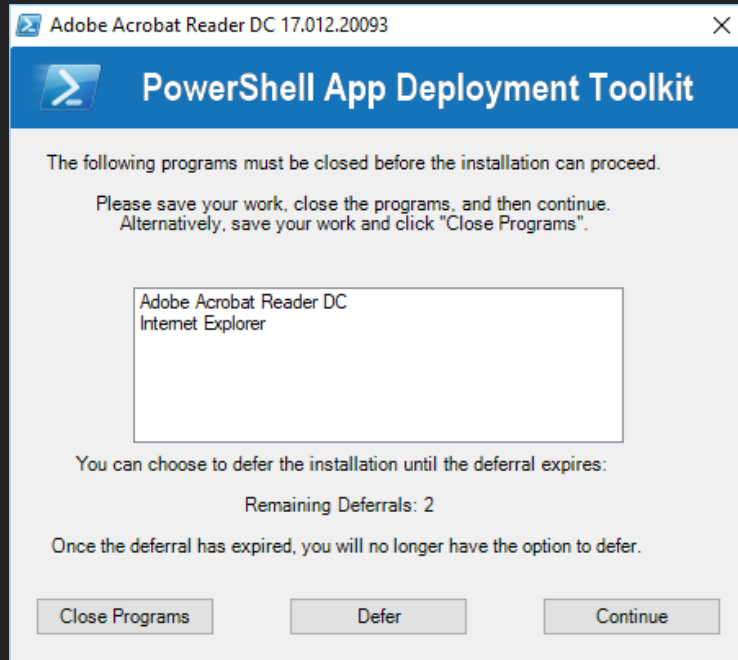 Adobe Acrobat Reader DC 17.012.20093
PowerShell App Deployment Toolkit
The following programs must be closed before the installation can proceed.
Please save your work, close the programs, and then continue.
Alternatively, save your work and click "Close Programs".
Adobe Acrobat Reader DC
Internet Explorer
You can choose to defer the installation until the deferral expires:
Remaining Deferrals: 2
Once the deferral has expired, you will no longer have the option to defer.
Close Programs
Defer
Continue